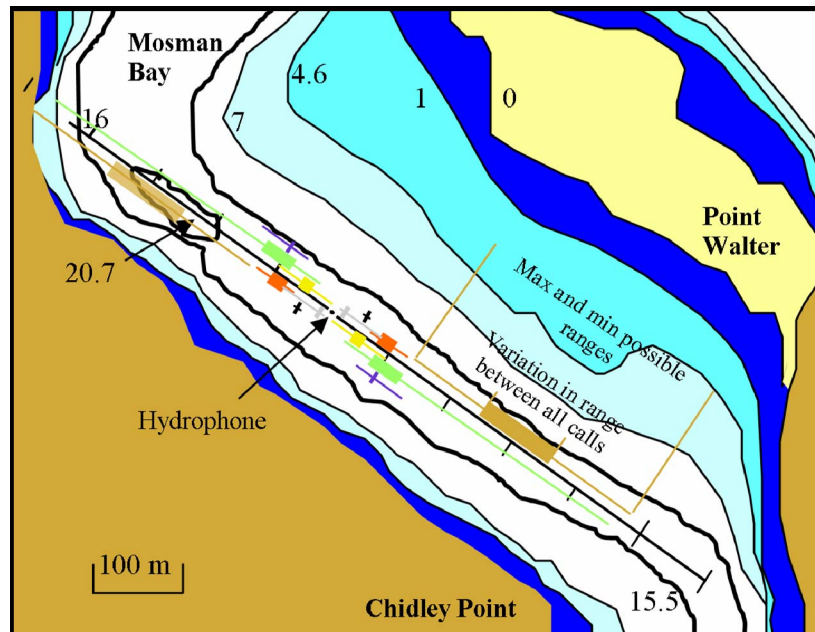 Mosman
Bay
4.6
16
7
1
0
Point
Walter
20.7
Max and min possible
ranges
Variation in range
between all calls
Hydrophone
100 m
Chidley Point
15.5